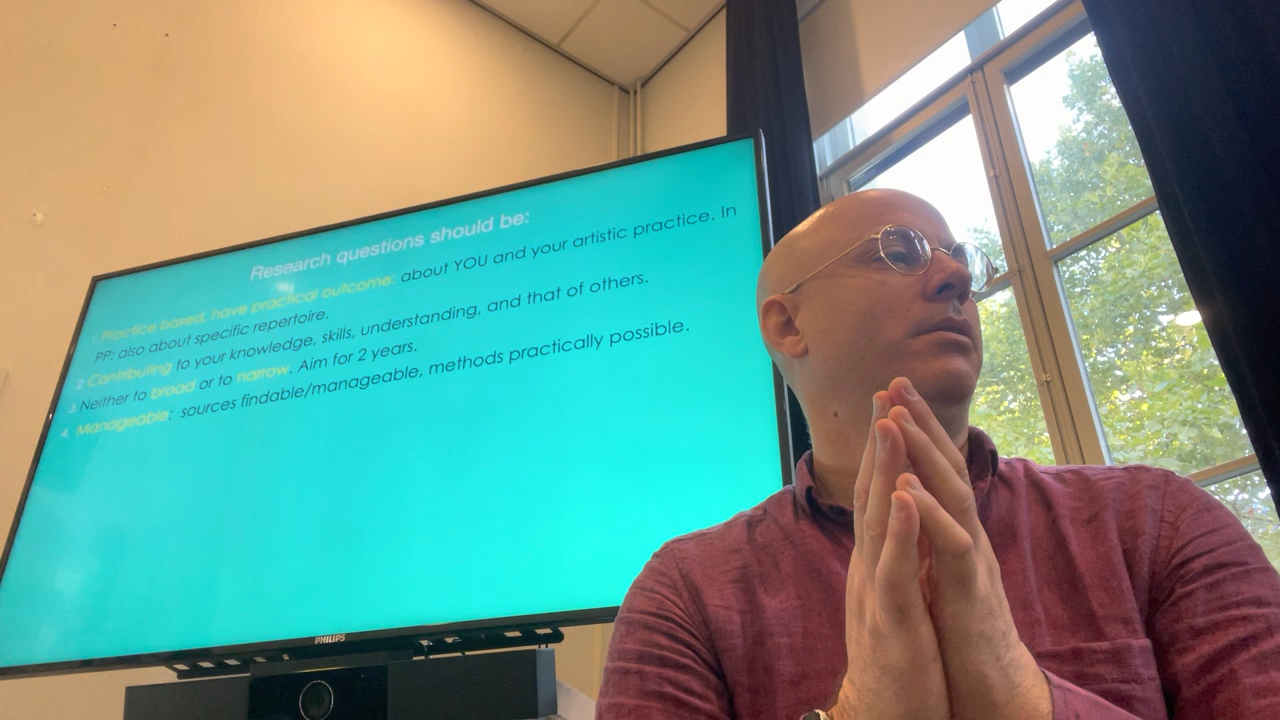 Research questions should be:
1. Practice based, have practical outcome: about YOU and your artistic practice. In
PP: also about specific repertoire.
2. Contributing to your knowledge, skills, understanding, and that of others.
3. Neither to broad or to narrow. Aim for 2 years.
4. Manageable: sources findable/manageable, methods practically possible.
PHILIPS